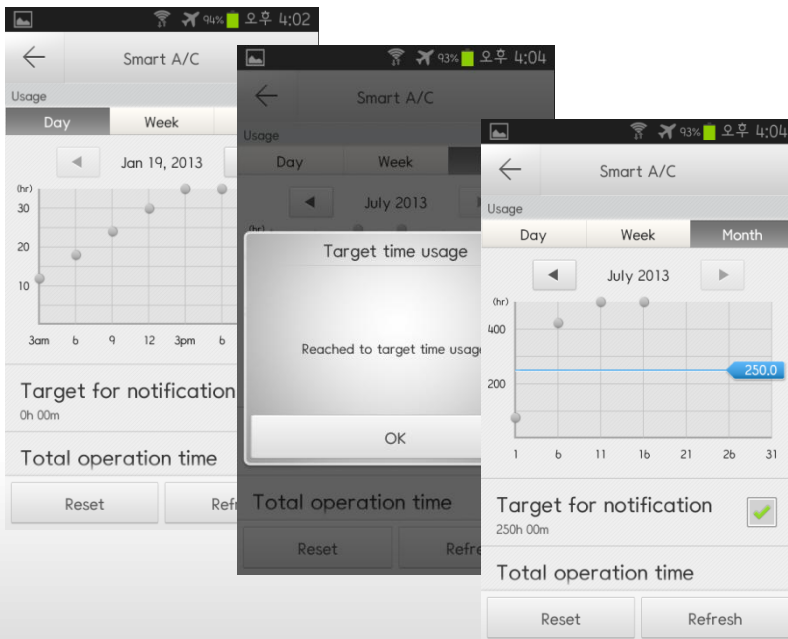 94% 오후 4:02
Smart A/C
Usage
Day Week
Jan 19, 2013
(hr)
30
20
10
3am 6 9 12 3pm 6
Target for notification
0h 00m
Total operation time
Reset Refr
93% 오후 4:04
Smart A/C
Usage
Day Week
July 2013
(hr)
Target time usage
Reached to target time usage
OK
Total operation time
Reset Refre
93% 오후 4:04
Smart A/C
Usage
Day Week Month
July 2013
(hr)
400
250.0
200
1 6 11 16 21 26 31
Target for notification
250h 00m
Total operation time
Reset Refresh